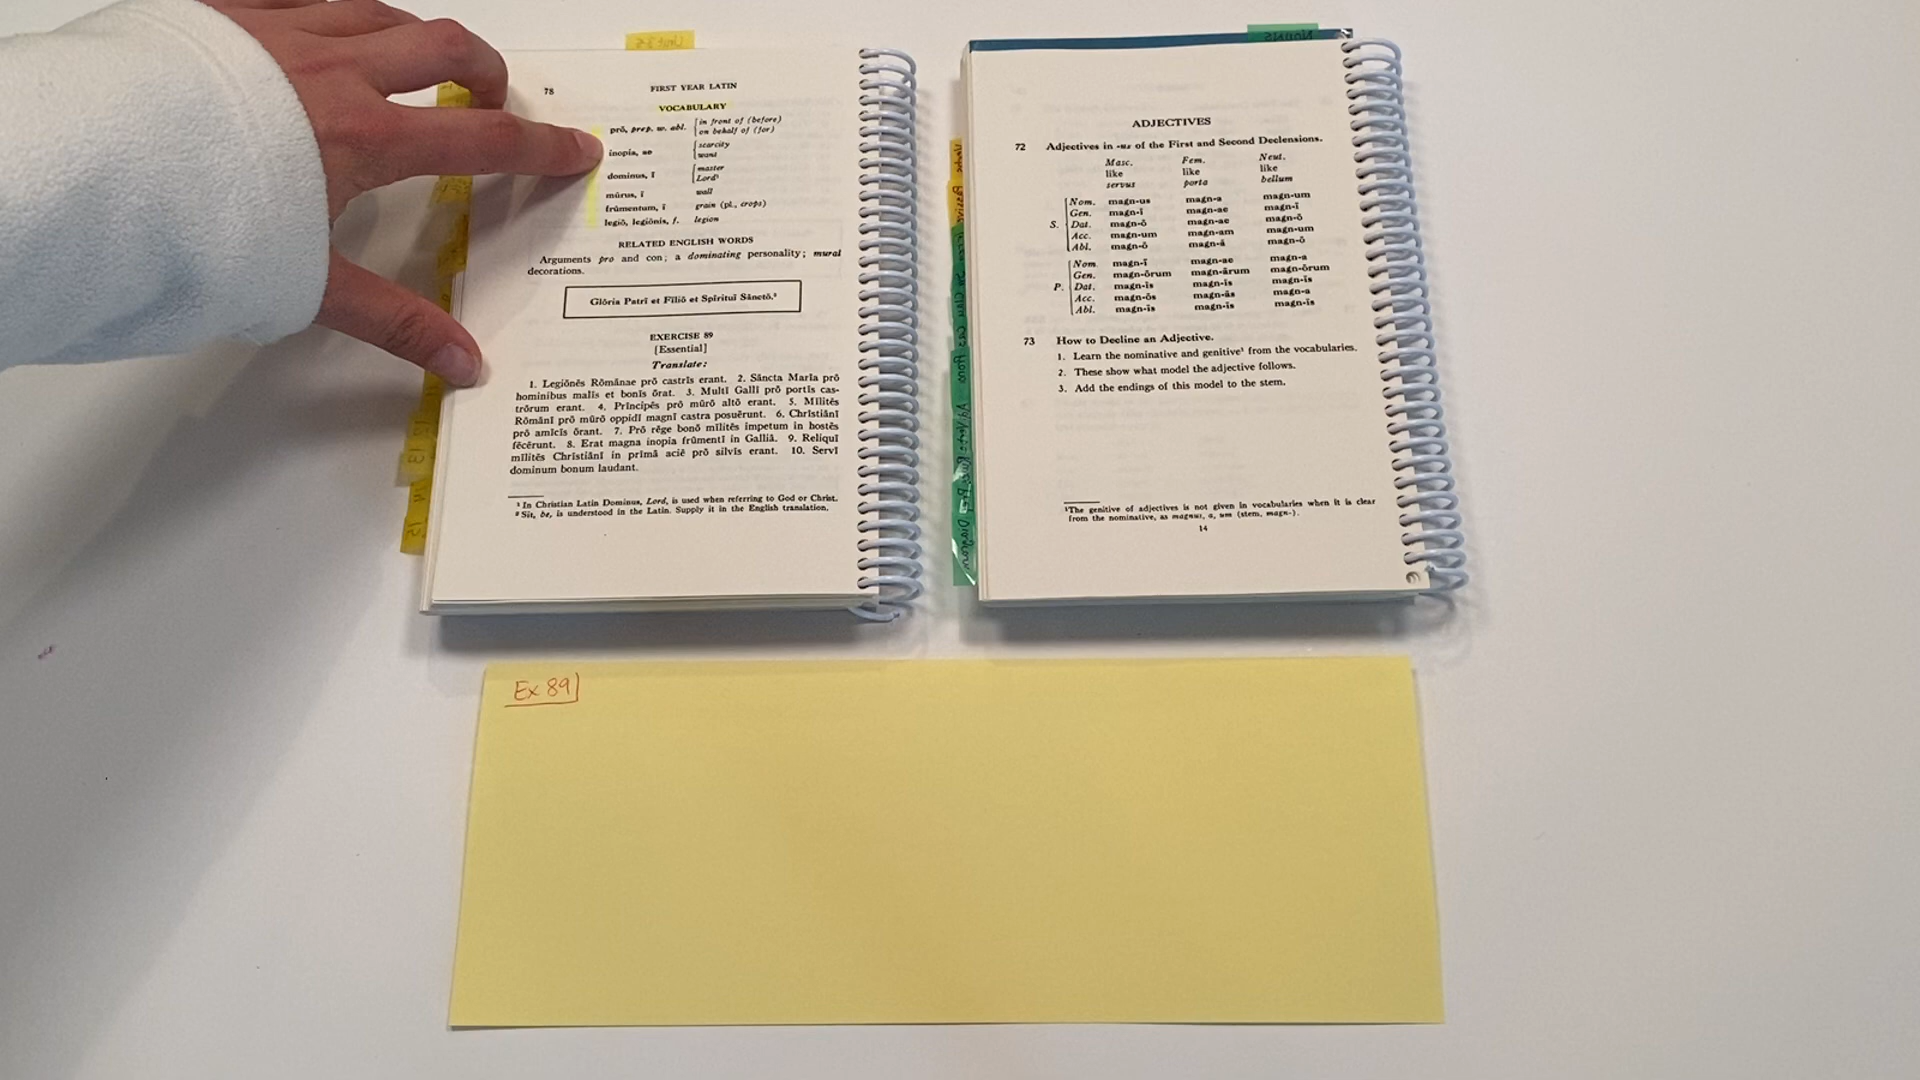 Unit 3-5
78 FIRST YEAR LATIN
VOCABULARY
prō, prep. w. abl. in front of (before)
on behalf of (for)
inopia, ae scarcity
want
dominus, ī master
Lord¹
mūrus, ī wall
frūmentum, ī grain (pl., crops)
legiō, legiōnis, f. legion
RELATED ENGLISH WORDS
Arguments pro and con; a dominating personality; mural
decorations.
Glōria Patrī et Fīliō et Spīrituī Sānctō.²
EXERCISE 89
[Essential]
Translate:
1. Legiōnēs Rōmānae prō castrīs erant. 2. Sāncta Marīa prō
hominibus malīs et bonīs ōrat. 3. Multī Gallī prō portīs cas-
trōrum erant. 4. Prīncipēs prō mūrō altō erant. 5. Mīlitēs
Rōmānī prō mūrō oppidī magnī castra posuērunt. 6. Chrīstiānī
prō amīcīs ōrant. 7. Prō rēge bonō mīlitēs impetum in hostēs
fēcērunt. 8. Erat magna inopia frūmentī in Galliā. 9. Reliquī
mīlitēs Chrīstiānī in prīmā aciē prō silvīs erant. 10. Servī
dominum bonum laudant.
¹ In Christian Latin Dominus, Lord, is used when referring to God or Christ.
² Sit, be, is understood in the Latin. Supply it in the English translation.
13 14 15
NOUNS
ADJECTIVES
72 Adjectives in -us of the First and Second Declensions.
Masc. Fem. Neut.
like like like
servus porta bellum
Nom. magn-us magn-a magn-um
Gen. magn-ī magn-ae magn-ī
S. Dat. magn-ō magn-ae magn-ō
Acc. magn-um magn-am magn-um
Abl. magn-ō magn-ā magn-ō
Nom. magn-ī magn-ae magn-a
Gen. magn-ōrum magn-ārum magn-ōrum
P. Dat. magn-īs magn-īs magn-īs
Acc. magn-ōs magn-ās magn-a
Abl. magn-īs magn-īs magn-īs
73 How to Decline an Adjective.
1. Learn the nominative and genitive¹ from the vocabularies.
2. These show what model the adjective follows.
3. Add the endings of this model to the stem.
¹The genitive of adjectives is not given in vocabularies when it is clear
from the nominative, as magnus, a, um (stem, magn-).
14
Ex 89